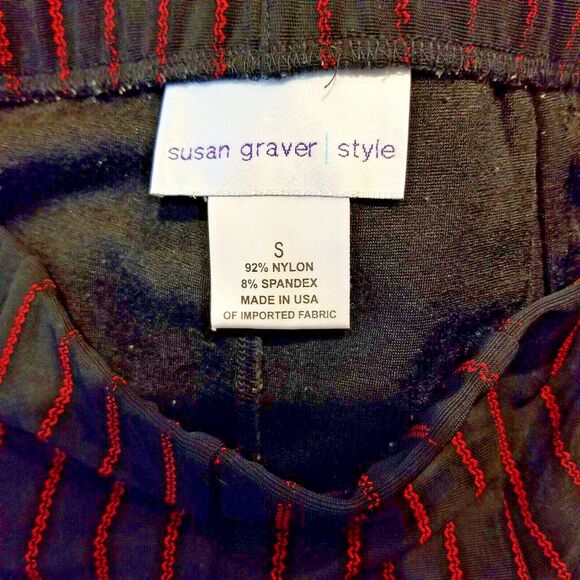 susan graver | style
S
92% NYLON
8% SPANDEX
MADE IN USA
OF IMPORTED FABRIC